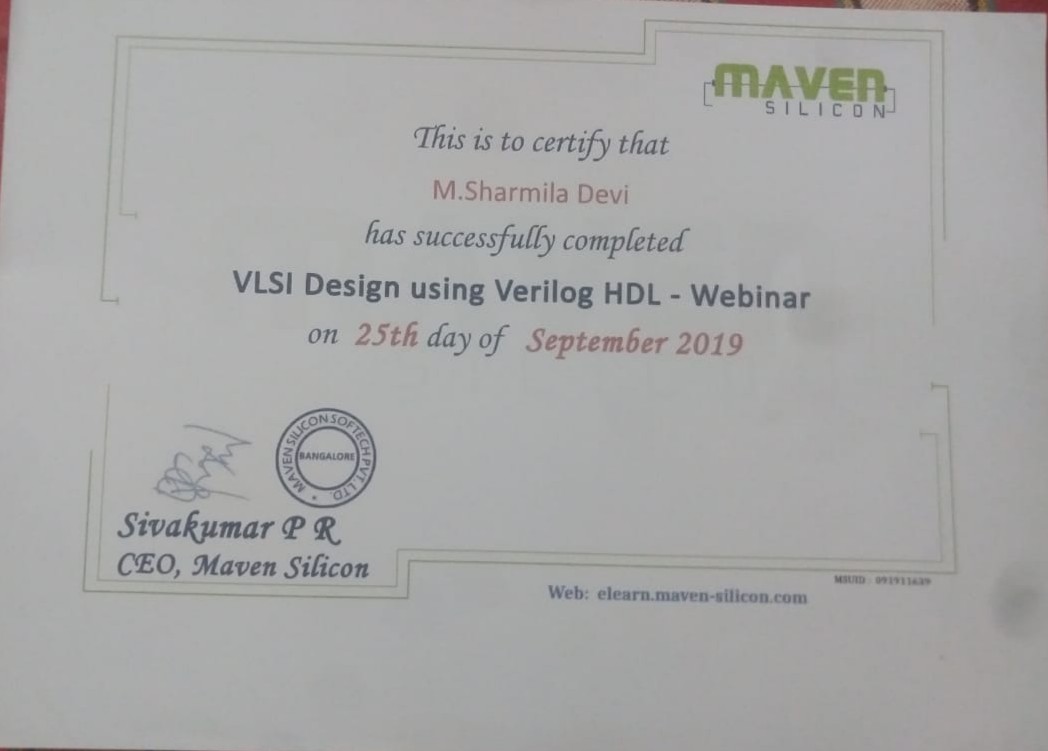 MAVEN
SILICON
This is to certify that
M.Sharmila Devi
has successfully completed
VLSI Design using Verilog HDL - Webinar
on 25th day of September 2019
MAVEN SILICON SOFTECH PVT. LTD.
BANGALORE
Sivakumar P R
CEO, Maven Silicon
MSUID : 091911639
Web: elearn.maven-silicon.com